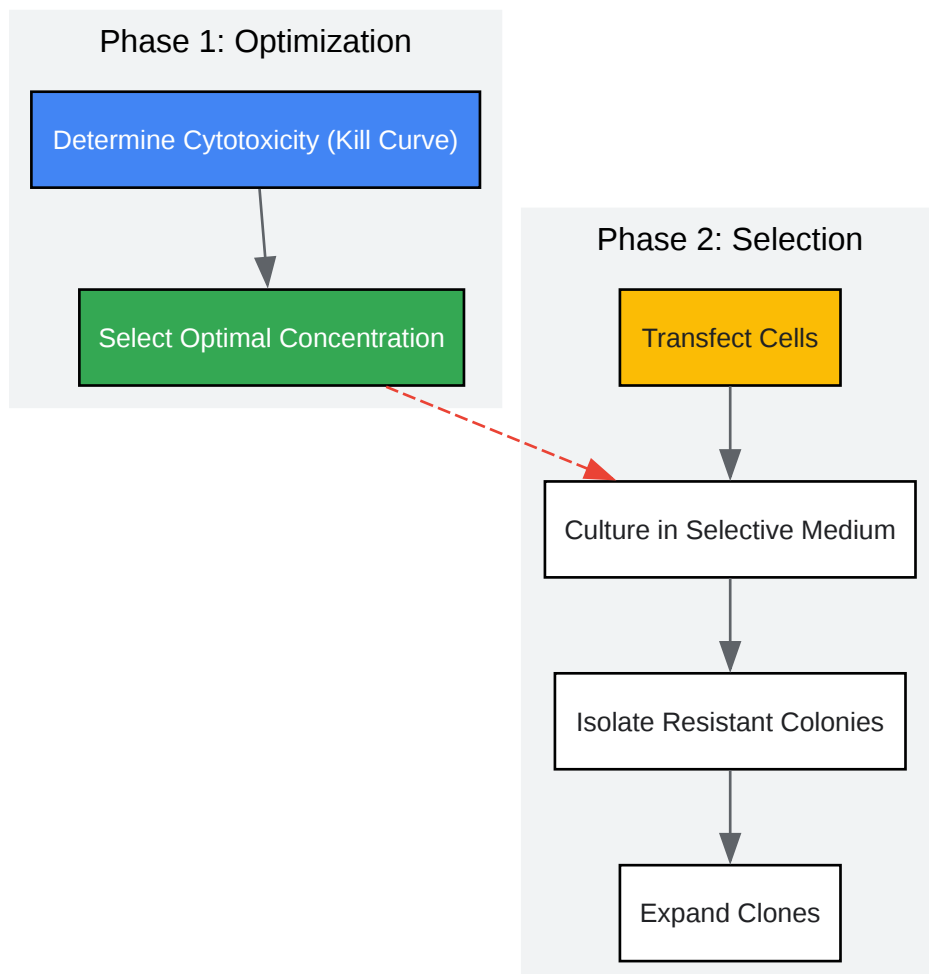 Phase 1: Optimization
Determine Cytotoxicity (Kill Curve)
Select Optimal Concentration
Phase 2: Selection
Transfect Cells
Culture in Selective Medium
Isolate Resistant Colonies
Expand Clones